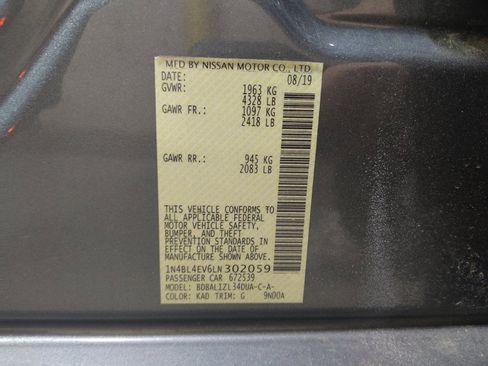 MFD BY NISSAN MOTOR CO., LTD.
DATE: 08/19
GVWR: 1963 KG
4328 LB
GAWR FR.: 1097 KG
2418 LB
GAWR RR.: 945 KG
2083 LB
THIS VEHICLE CONFORMS TO
ALL APPLICABLE FEDERAL
MOTOR VEHICLE SAFETY,
BUMPER, AND THEFT
PREVENTION STANDARDS IN
EFFECT ON THE DATE OF
MANUFACTURE SHOWN ABOVE.
1N4BL4EV6LN302059
PASSENGER CAR 672539
MODEL: BDBALIZL34DUA-C-A-
COLOR: KAD TRIM: G 9N00A